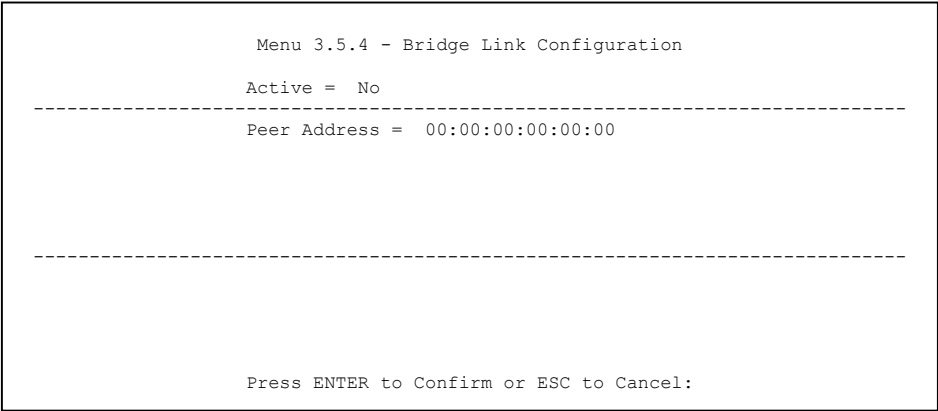 Menu 3.5.4 - Bridge Link Configuration
Active =  No
------------------------------------------------------------------------------
Peer Address =  00:00:00:00:00:00
------------------------------------------------------------------------------
Press ENTER to Confirm or ESC to Cancel: